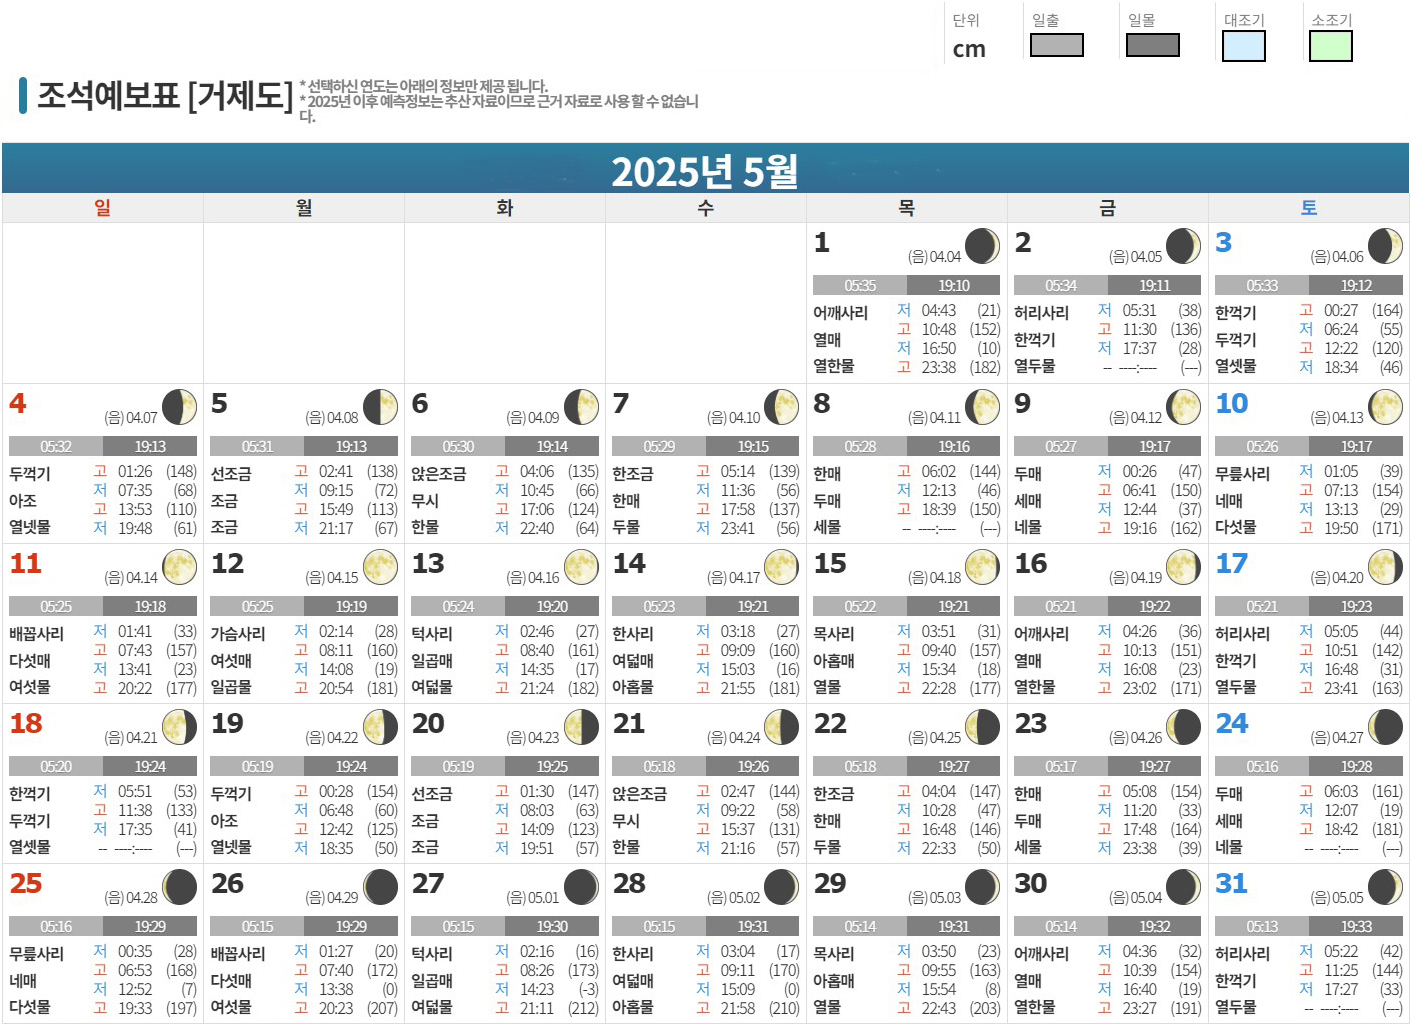 단위 일출 일몰 대조기 소조기
cm
조석예보표 [거제도]
* 선택하신 연도는 아래의 정보만 제공 됩니다.
* 2025년 이후 예측정보는 추산 자료이므로 근거 자료로 사용 할 수 없습니
다.
2025년 5월
일 월 화 수 목 금 토
1 (음) 04.04
05:35 19:10
어깨사리
열매
열한물
저 04:43 (21)
고 10:48 (152)
저 16:50 (10)
고 23:38 (182)
2 (음) 04.05
05:34 19:11
허리사리
한꺽기
열두물
저 05:31 (38)
고 11:30 (136)
저 17:37 (28)
-- ----:---- (---)
3 (음) 04.06
05:33 19:12
한꺽기
두꺽기
열셋물
고 00:27 (164)
저 06:24 (55)
고 12:22 (120)
저 18:34 (46)
4 (음) 04.07
05:32 19:13
두꺽기
아조
열넷물
고 01:26 (148)
저 07:35 (68)
고 13:53 (110)
저 19:48 (61)
5 (음) 04.08
05:31 19:13
선조금
조금
조금
고 02:41 (138)
저 09:15 (72)
고 15:49 (113)
저 21:17 (67)
6 (음) 04.09
05:30 19:14
앉은조금
무시
한물
고 04:06 (135)
저 10:45 (66)
고 17:06 (124)
저 22:40 (64)
7 (음) 04.10
05:29 19:15
한조금
한매
두물
고 05:14 (139)
저 11:36 (56)
고 17:58 (137)
저 23:41 (56)
8 (음) 04.11
05:28 19:16
한매
두매
세물
고 06:02 (144)
저 12:13 (46)
고 18:39 (150)
-- ----:---- (---)
9 (음) 04.12
05:27 19:17
두매
세매
네물
저 00:26 (47)
고 06:41 (150)
저 12:44 (37)
고 19:16 (162)
10 (음) 04.13
05:26 19:17
무릎사리
네매
다섯물
저 01:05 (39)
고 07:13 (154)
저 13:13 (29)
고 19:50 (171)
11 (음) 04.14
05:25 19:18
배꼽사리
다섯매
여섯물
저 01:41 (33)
고 07:43 (157)
저 13:41 (23)
고 20:22 (177)
12 (음) 04.15
05:25 19:19
가슴사리
여섯매
일곱물
저 02:14 (28)
고 08:11 (160)
저 14:08 (19)
고 20:54 (181)
13 (음) 04.16
05:24 19:20
턱사리
일곱매
여덟물
저 02:46 (27)
고 08:40 (161)
저 14:35 (17)
고 21:24 (182)
14 (음) 04.17
05:23 19:21
한사리
여덟매
아홉물
저 03:18 (27)
고 09:09 (160)
저 15:03 (16)
고 21:55 (181)
15 (음) 04.18
05:22 19:21
목사리
아홉매
열물
저 03:51 (31)
고 09:40 (157)
저 15:34 (18)
고 22:28 (177)
16 (음) 04.19
05:21 19:22
어깨사리
열매
열한물
저 04:26 (36)
고 10:13 (151)
저 16:08 (23)
고 23:02 (171)
17 (음) 04.20
05:21 19:23
허리사리
한꺽기
열두물
저 05:05 (44)
고 10:51 (142)
저 16:48 (31)
고 23:41 (163)
18 (음) 04.21
05:20 19:24
한꺽기
두꺽기
열셋물
저 05:51 (53)
고 11:38 (133)
저 17:35 (41)
-- ----:---- (---)
19 (음) 04.22
05:19 19:24
두꺽기
아조
열넷물
고 00:28 (154)
저 06:48 (60)
고 12:42 (125)
저 18:35 (50)
20 (음) 04.23
05:19 19:25
선조금
조금
조금
고 01:30 (147)
저 08:03 (63)
고 14:09 (123)
저 19:51 (57)
21 (음) 04.24
05:18 19:26
앉은조금
무시
한물
고 02:47 (144)
저 09:22 (58)
고 15:37 (131)
저 21:16 (57)
22 (음) 04.25
05:18 19:27
한조금
한매
두물
고 04:04 (147)
저 10:28 (47)
고 16:48 (146)
저 22:33 (50)
23 (음) 04.26
05:17 19:27
한매
두매
세물
고 05:08 (154)
저 11:20 (33)
고 17:48 (164)
저 23:38 (39)
24 (음) 04.27
05:16 19:28
두매
세매
네물
고 06:03 (161)
저 12:07 (19)
고 18:42 (181)
-- ----:---- (---)
25 (음) 04.28
05:16 19:29
무릎사리
네매
다섯물
저 00:35 (28)
고 06:53 (168)
저 12:52 (7)
고 19:33 (197)
26 (음) 04.29
05:15 19:29
배꼽사리
다섯매
여섯물
저 01:27 (20)
고 07:40 (172)
저 13:38 (0)
고 20:23 (207)
27 (음) 05.01
05:15 19:30
턱사리
일곱매
여덟물
저 02:16 (16)
고 08:26 (173)
저 14:23 (-3)
고 21:11 (212)
28 (음) 05.02
05:15 19:31
한사리
여덟매
아홉물
저 03:04 (17)
고 09:11 (170)
저 15:09 (0)
고 21:58 (210)
29 (음) 05.03
05:14 19:31
목사리
아홉매
열물
저 03:50 (23)
고 09:55 (163)
저 15:54 (8)
고 22:43 (203)
30 (음) 05.04
05:14 19:32
어깨사리
열매
열한물
저 04:36 (32)
고 10:39 (154)
저 16:40 (19)
고 23:27 (191)
31 (음) 05.05
05:13 19:33
허리사리
한꺽기
열두물
저 05:22 (42)
고 11:25 (144)
저 17:27 (33)
-- ----:---- (---)